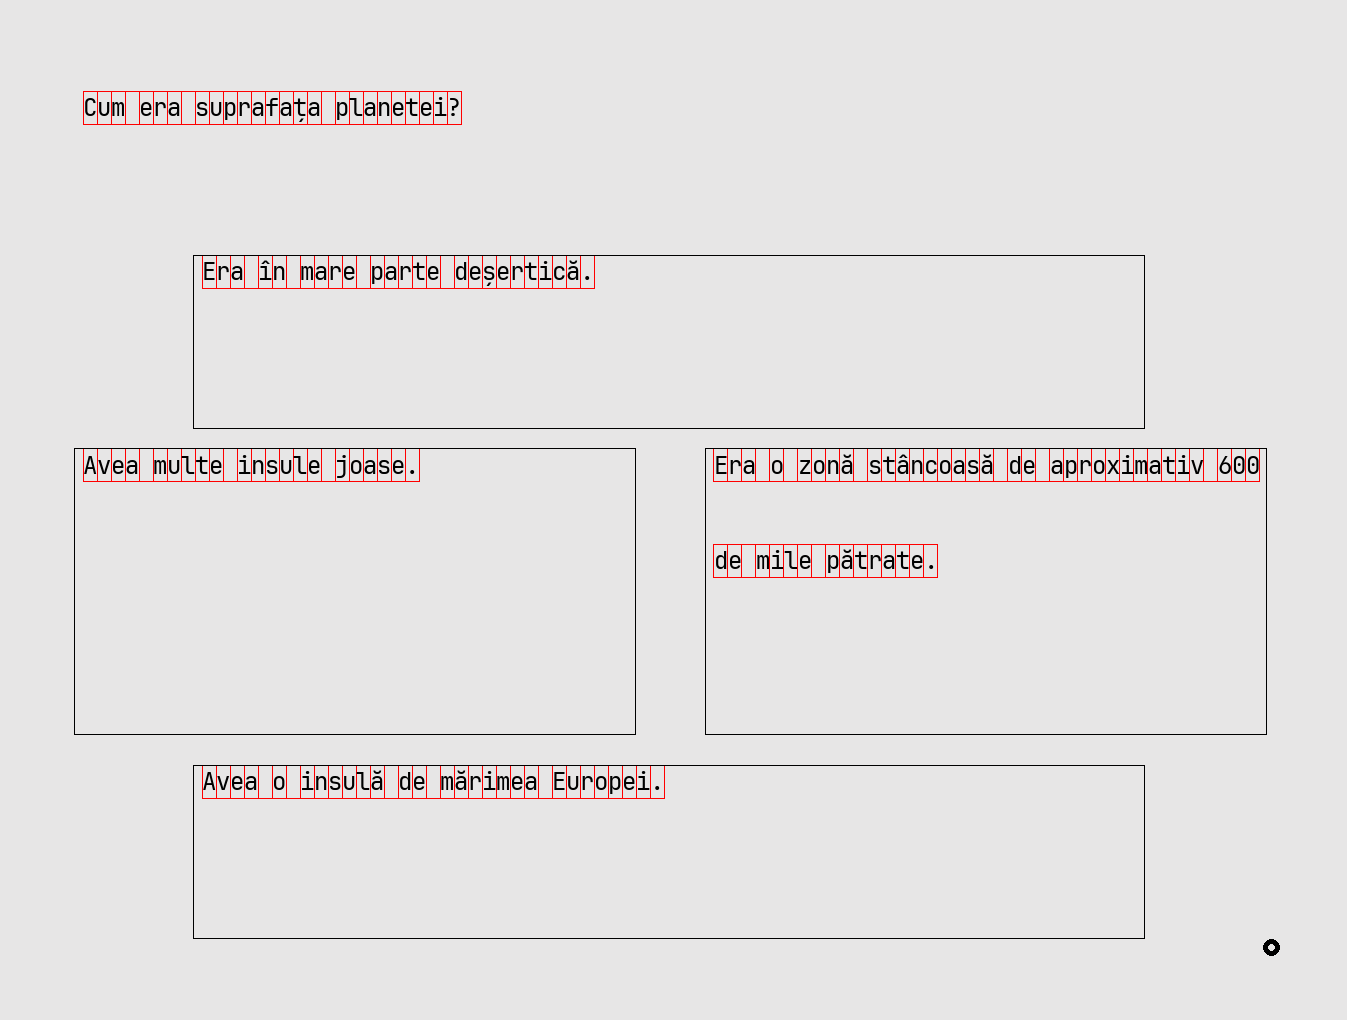 Cum era suprafața planetei?
Era în mare parte deșertică.
Avea multe insule joase.
Era o zonă stâncoasă de aproximativ 600
de mile pătrate.
Avea o insulă de mărimea Europei.